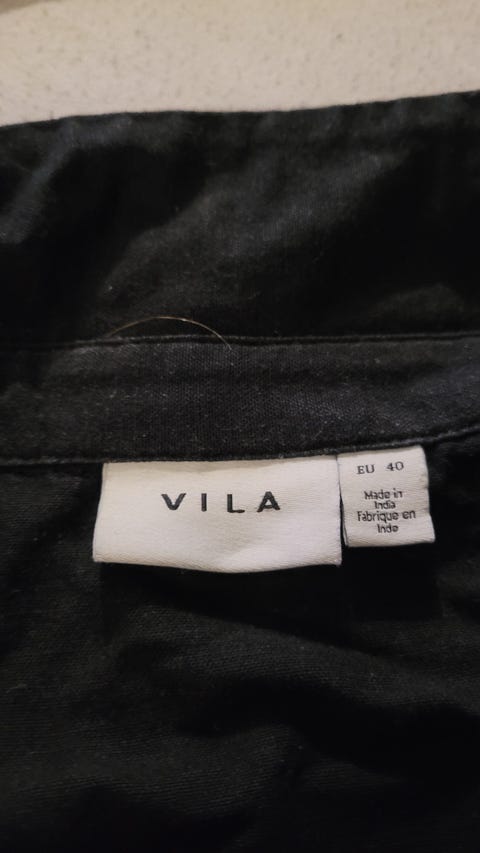 VILA
EU 40
Made in
India
Fabrique en
Inde